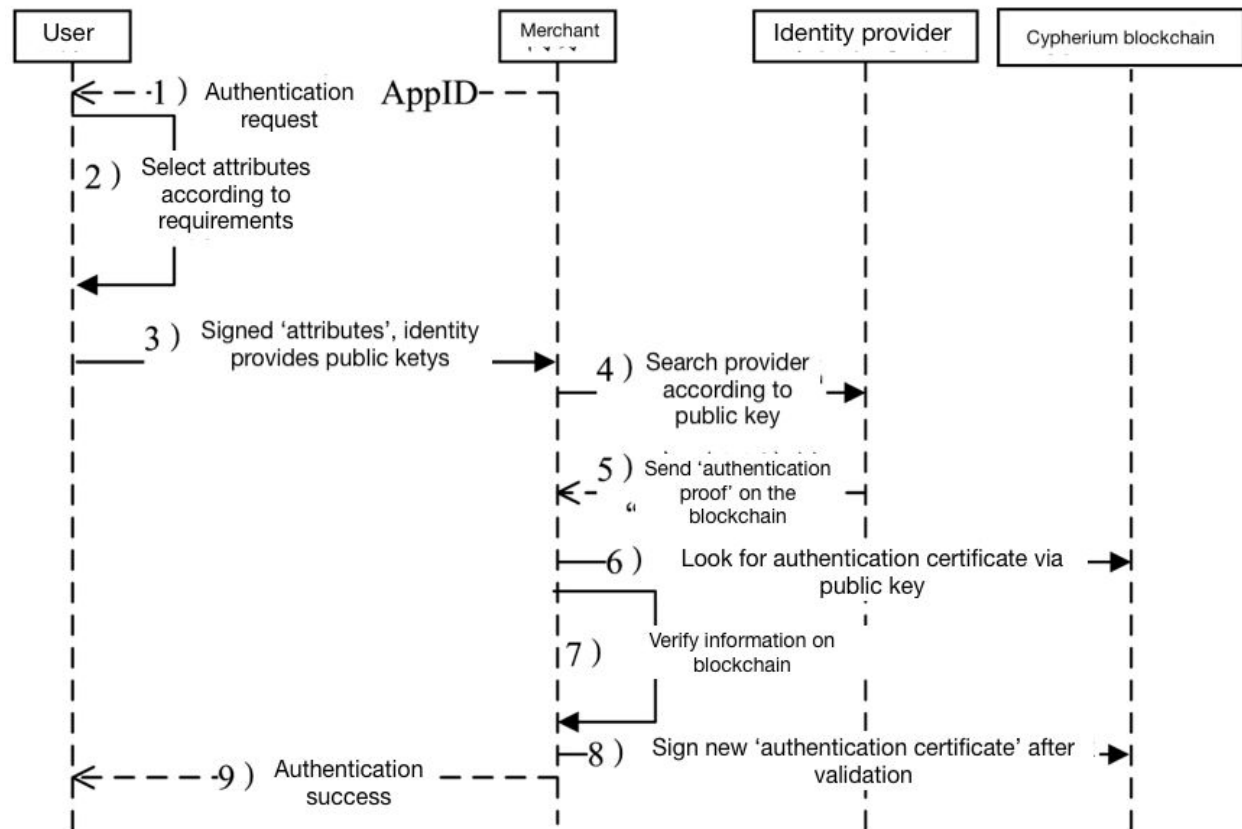 User
Merchant
Identity provider
Cypherium blockchain
1) Authentication AppID
request
2) Select attributes
according to
requirements
3) Signed ‘attributes’, identity
provides public ketys
4) Search provider
according to
public key
5) Send ‘authentication
proof’ on the
“ blockchain
6) Look for authentication certificate via
public key
7) Verify information on
blockchain
8) Sign new ‘authentication certificate’ after
validation
9) Authentication
success